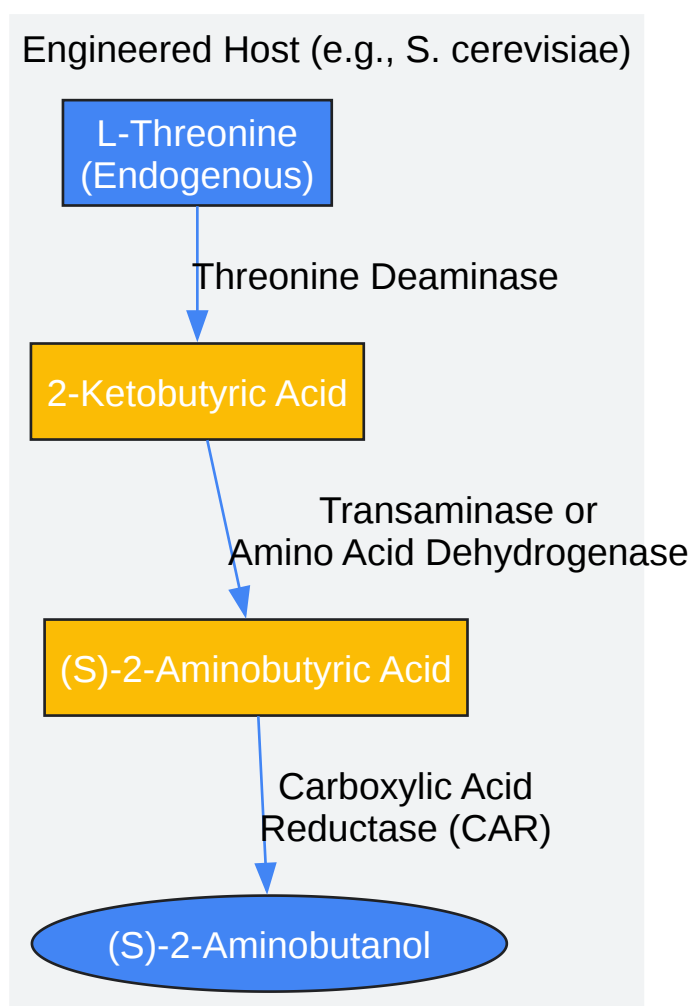 Engineered Host (e.g., S. cerevisiae)
L-Threonine
(Endogenous)
Threonine Deaminase
2-Ketobutyric Acid
Transaminase or
Amino Acid Dehydrogenase
(S)-2-Aminobutyric Acid
Carboxylic Acid
Reductase (CAR)
(S)-2-Aminobutanol